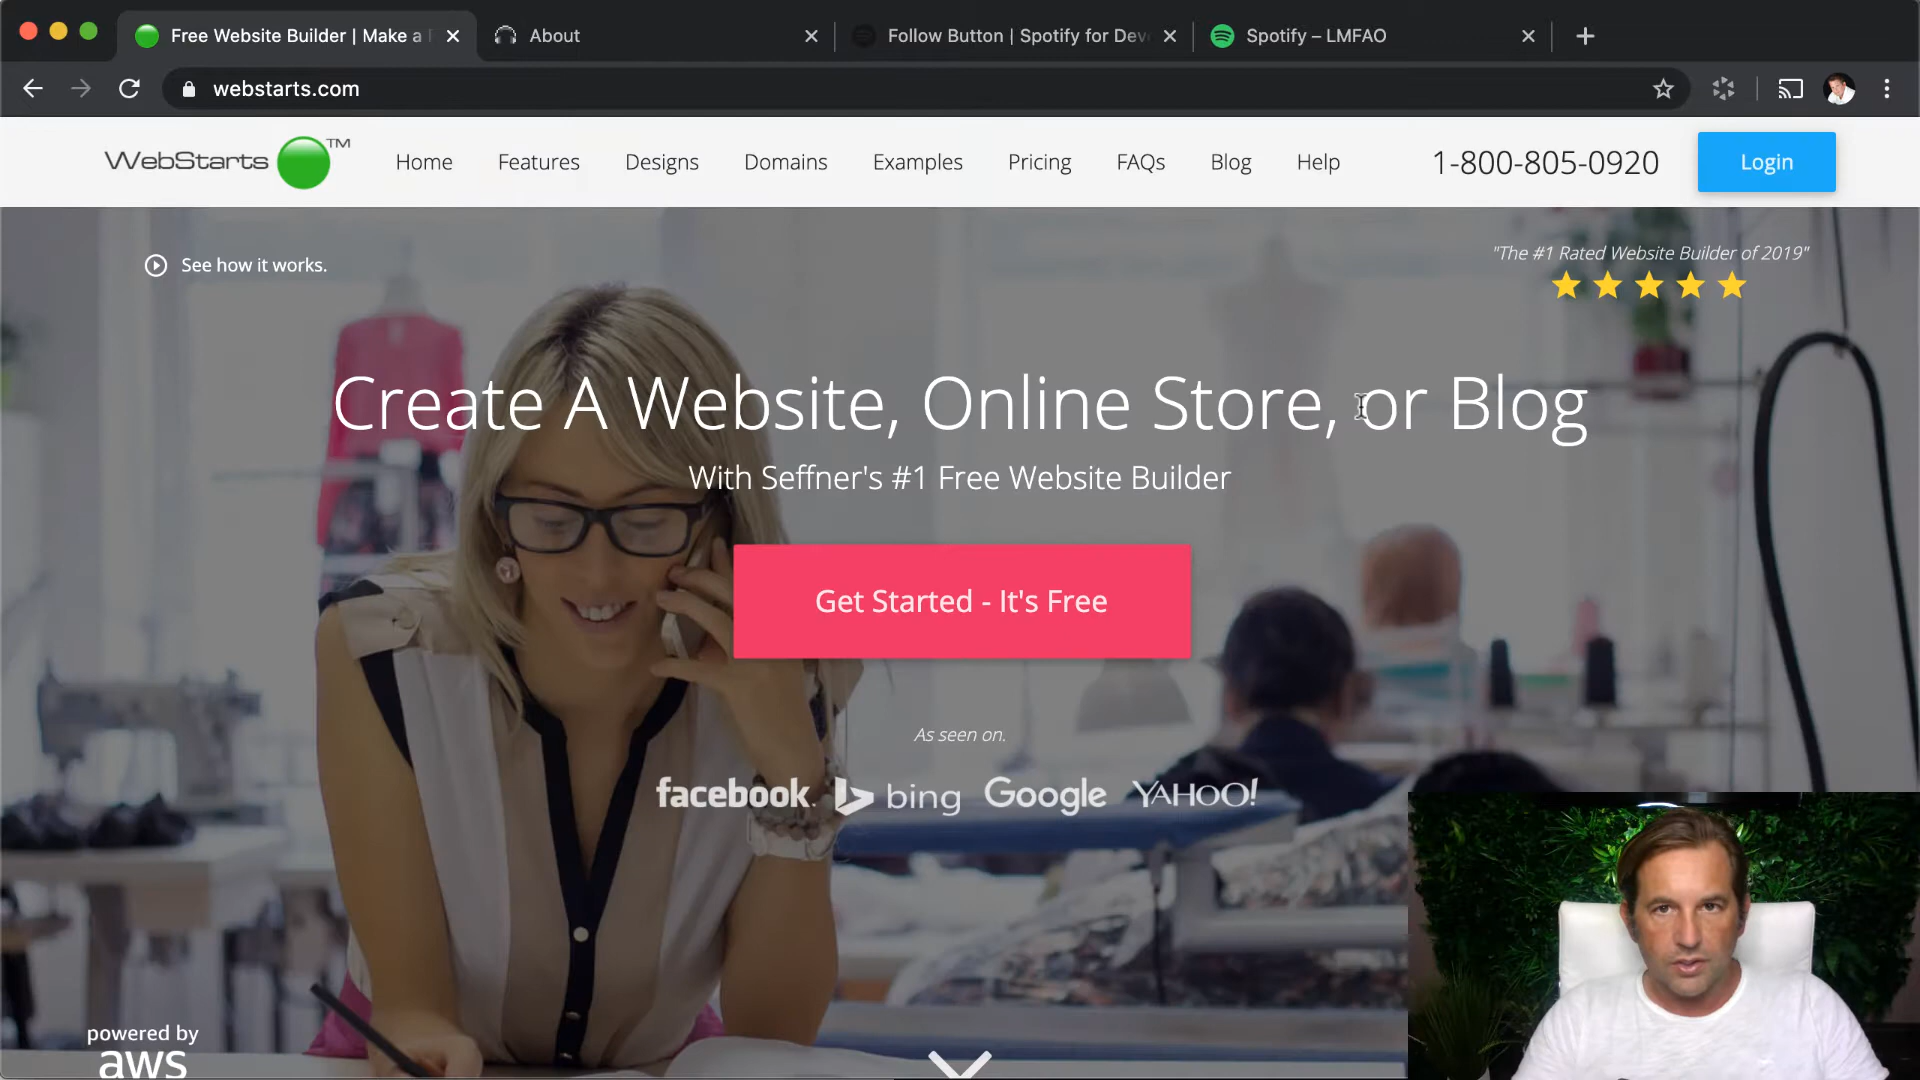 Free Website Builder | Make a
About
Follow Button | Spotify for Dev
Spotify – LMFAO
webstarts.com
WebStarts TM
Home
Features
Designs
Domains
Examples
Pricing
FAQs
Blog
Help
1-800-805-0920
Login
See how it works.
"The #1 Rated Website Builder of 2019"
Create A Website, Online Store, or Blog
With Seffner's #1 Free Website Builder
Get Started - It's Free
As seen on.
facebook. bing Google YAHOO!
powered by
aws